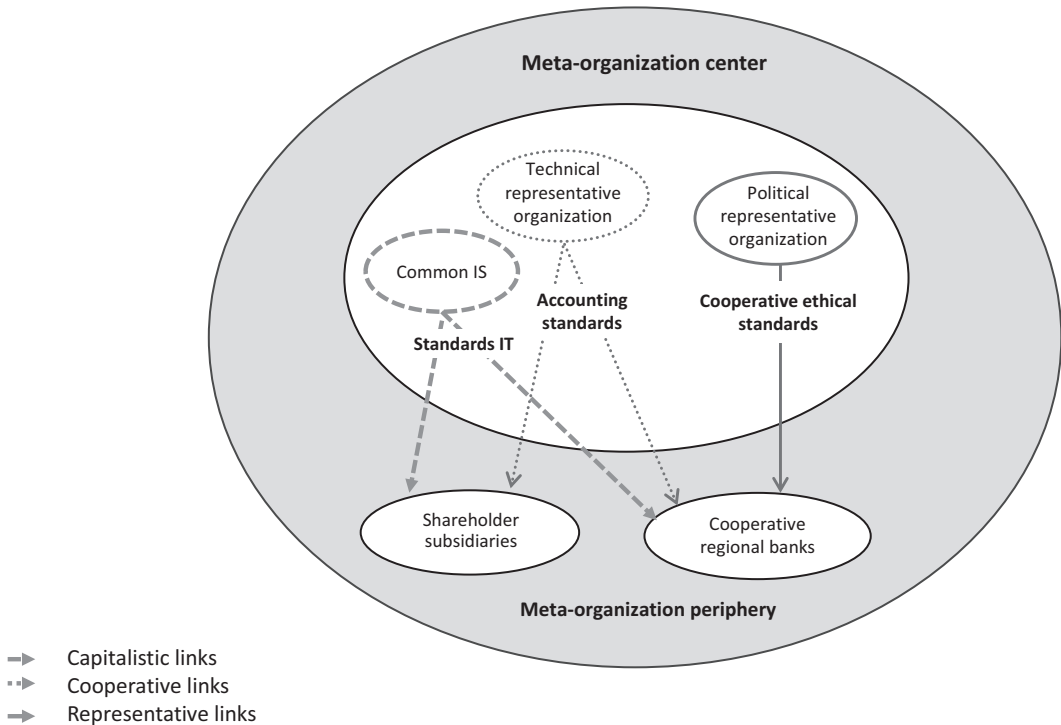 Meta-organization center
Technical
representative
organization
Political
representative
organization
Common IS
Accounting
standards
Cooperative ethical
standards
Standards IT
Shareholder
subsidiaries
Cooperative
regional banks
Meta-organization periphery
Capitalistic links
Cooperative links
Representative links